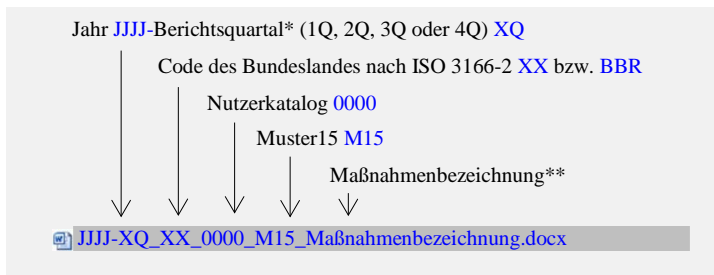 Jahr JJJJ-Berichtsquartal* (1Q, 2Q, 3Q oder 4Q) XQ
Code des Bundeslandes nach ISO 3166-2 XX bzw. BBR
Nutzerkatalog 0000
Muster15 M15
Maßnahmenbezeichnung**
JJJJ-XQ_XX_0000_M15_Maßnahmenbezeichnung.docx